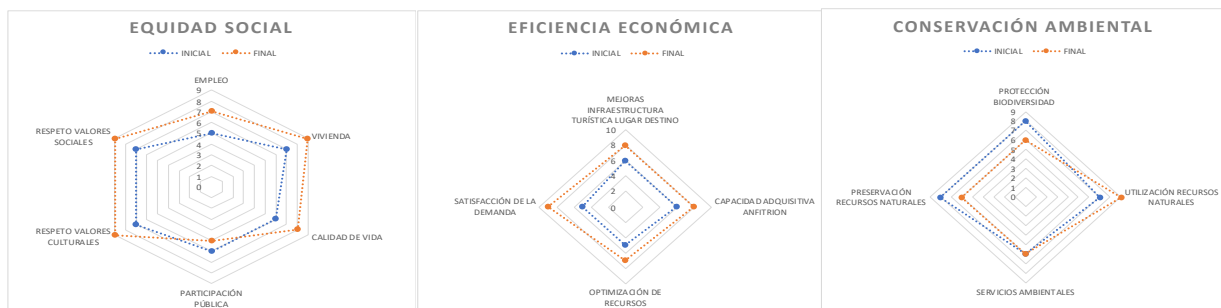 EQUIDAD SOCIAL
INICIAL
FINAL
EMPLEO
9
8
7
6
5
4
3
2
1
0
VIVIENDA
CALIDAD DE VIDA
PARTICIPACIÓN
PÚBLICA
RESPETO VALORES
CULTURALES
RESPETO VALORES
SOCIALES
EFICIENCIA ECONÓMICA
INICIAL
FINAL
MEJORAS
INFRAESTRUCTURA
TURÍSTICA LUGAR DESTINO
10
8
6
4
2
0
CAPACIDAD ADQUISITIVA
ANFITRION
OPTIMIZACIÓN DE
RECURSOS
SATISFACCIÓN DE LA
DEMANDA
CONSERVACIÓN AMBIENTAL
INICIAL
FINAL
PROTECCIÓN
BIODIVERSIDAD
9
8
7
6
5
4
3
2
1
0
UTILIZACIÓN RECURSOS
NATURALES
SERVICIOS AMBIENTALES
PRESERVACIÓN
RECURSOS NATURALES